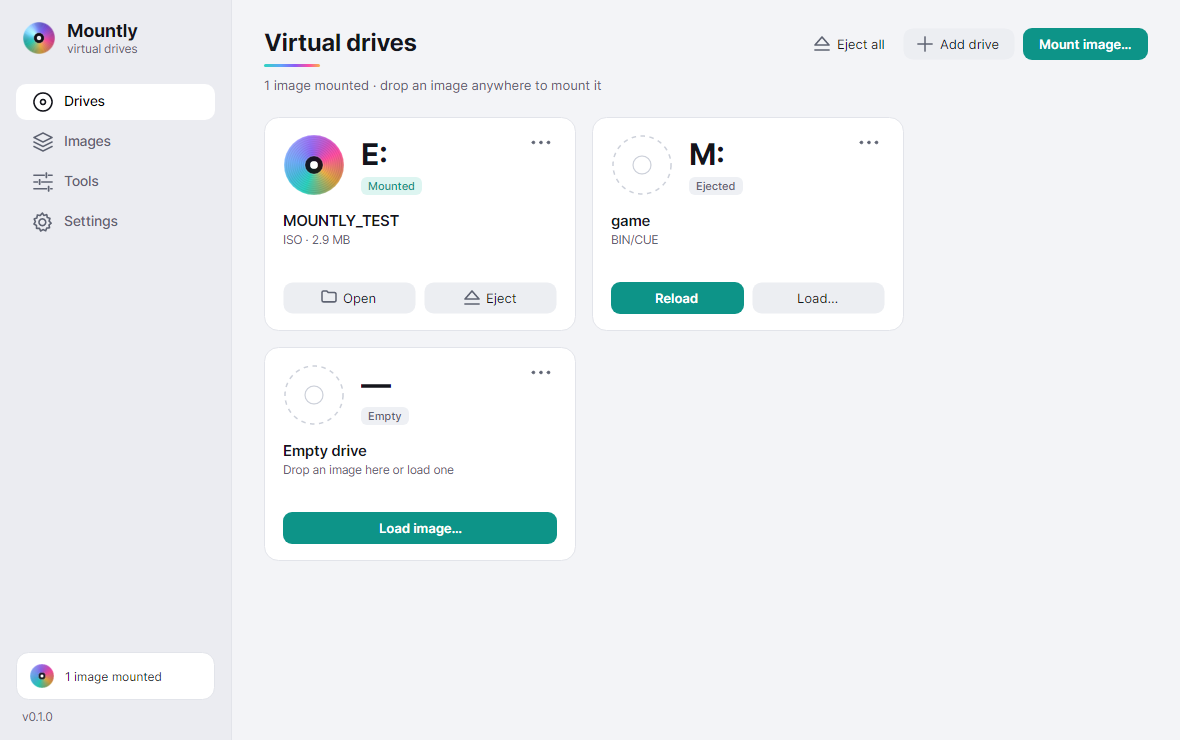 Mountly
virtual drives
Drives
Images
Tools
Settings
1 image mounted
v0.1.0
Virtual drives
1 image mounted · drop an image anywhere to mount it
Eject all
Add drive
Mount image...
E:
Mounted
MOUNTLY_TEST
ISO · 2.9 MB
Open
Eject
M:
Ejected
game
BIN/CUE
Reload
Load...
—
Empty
Empty drive
Drop an image here or load one
Load image...